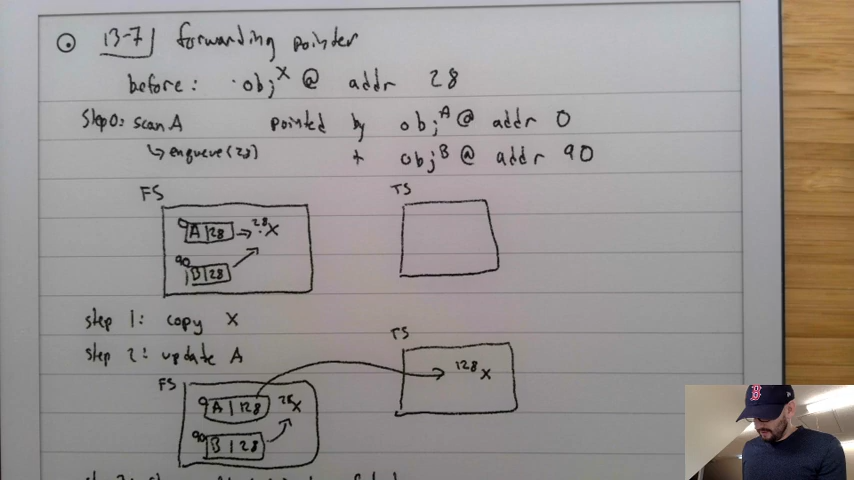 13-7 forwarding pointer
before: obj^X @ addr 28
Step 0: scan A pointed by obj^A @ addr 0
↳ enqueue(28) + obj^B @ addr 90
FS TS
0 A | 28 → 28 X
90 B | 28
step 1: copy X
step 2: update A
TS
128 X
FS
0 A | 128 28 X
90 B | 28
B